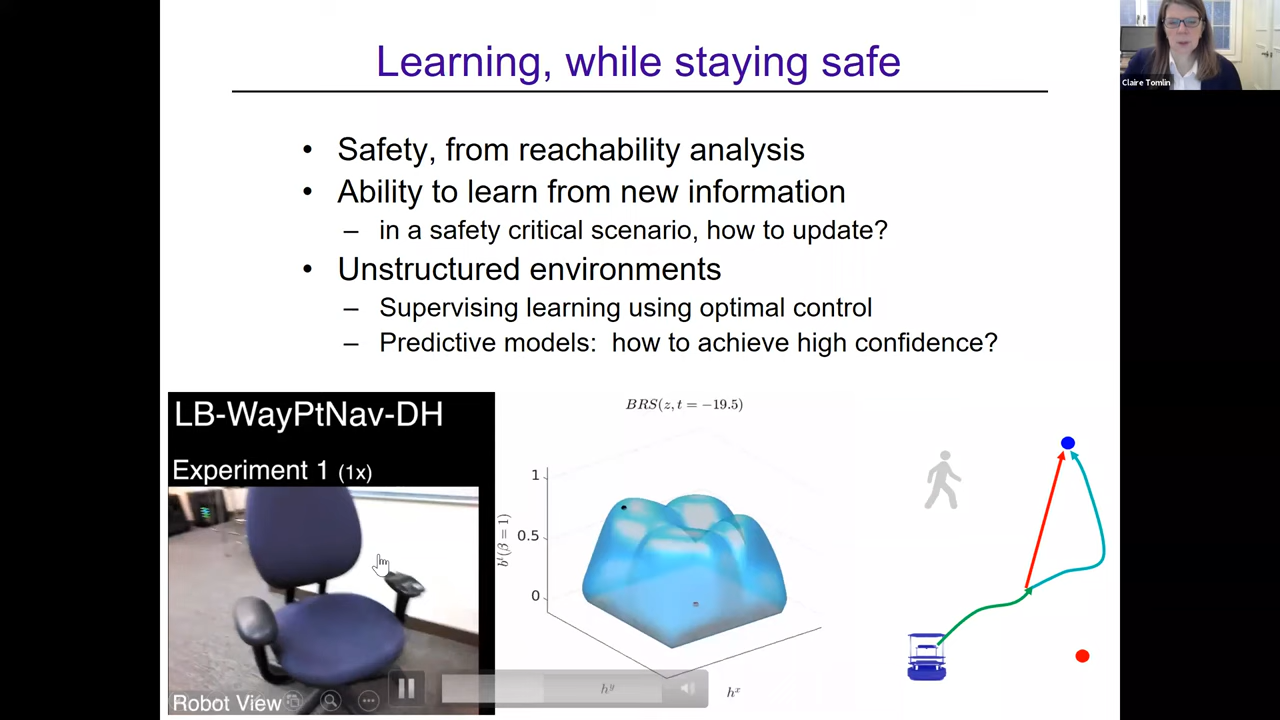 Learning, while staying safe
Claire Tomlin
• Safety, from reachability analysis
• Ability to learn from new information
– in a safety critical scenario, how to update?
• Unstructured environments
– Supervising learning using optimal control
– Predictive models: how to achieve high confidence?
LB-WayPtNav-DH
Experiment 1 (1x)
Robot View
BRS(z, t = −19.5)
1
0.5
0
b^t(β = 1)
h^y
h^x